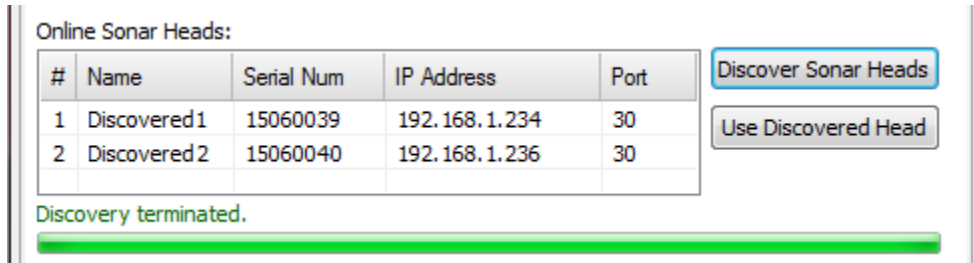 Online Sonar Heads:
# Name Serial Num IP Address Port
Discover Sonar Heads
1 Discovered1 15060039 192.168.1.234 30
Use Discovered Head
2 Discovered2 15060040 192.168.1.236 30
Discovery terminated.